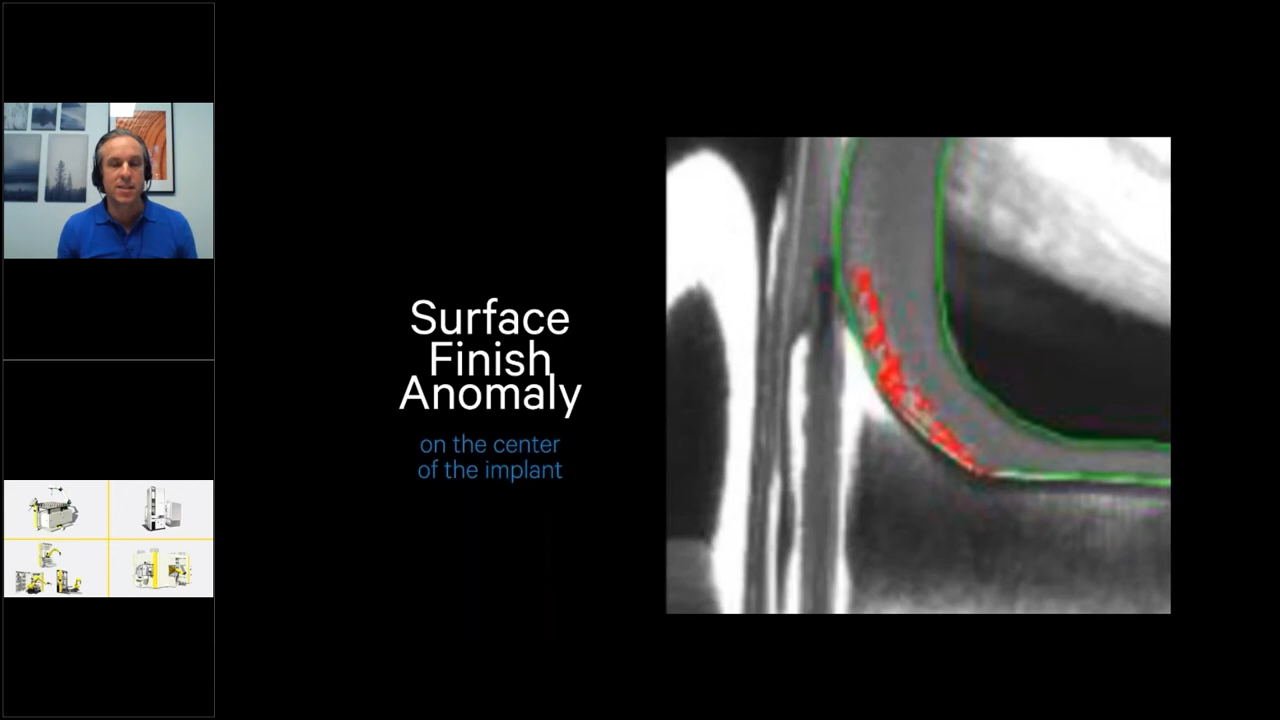 Surface
Finish
Anomaly
on the center
of the implant